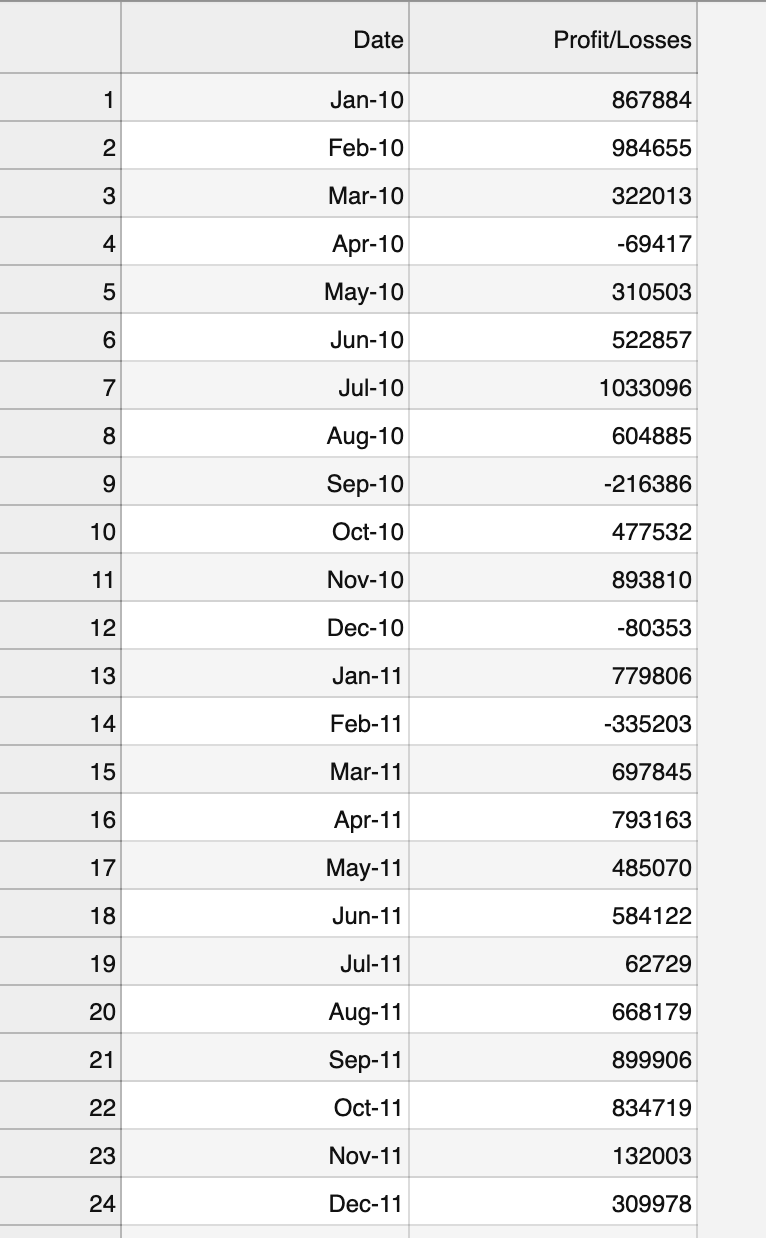 Date Profit/Losses
1 Jan-10 867884
2 Feb-10 984655
3 Mar-10 322013
4 Apr-10 -69417
5 May-10 310503
6 Jun-10 522857
7 Jul-10 1033096
8 Aug-10 604885
9 Sep-10 -216386
10 Oct-10 477532
11 Nov-10 893810
12 Dec-10 -80353
13 Jan-11 779806
14 Feb-11 -335203
15 Mar-11 697845
16 Apr-11 793163
17 May-11 485070
18 Jun-11 584122
19 Jul-11 62729
20 Aug-11 668179
21 Sep-11 899906
22 Oct-11 834719
23 Nov-11 132003
24 Dec-11 309978